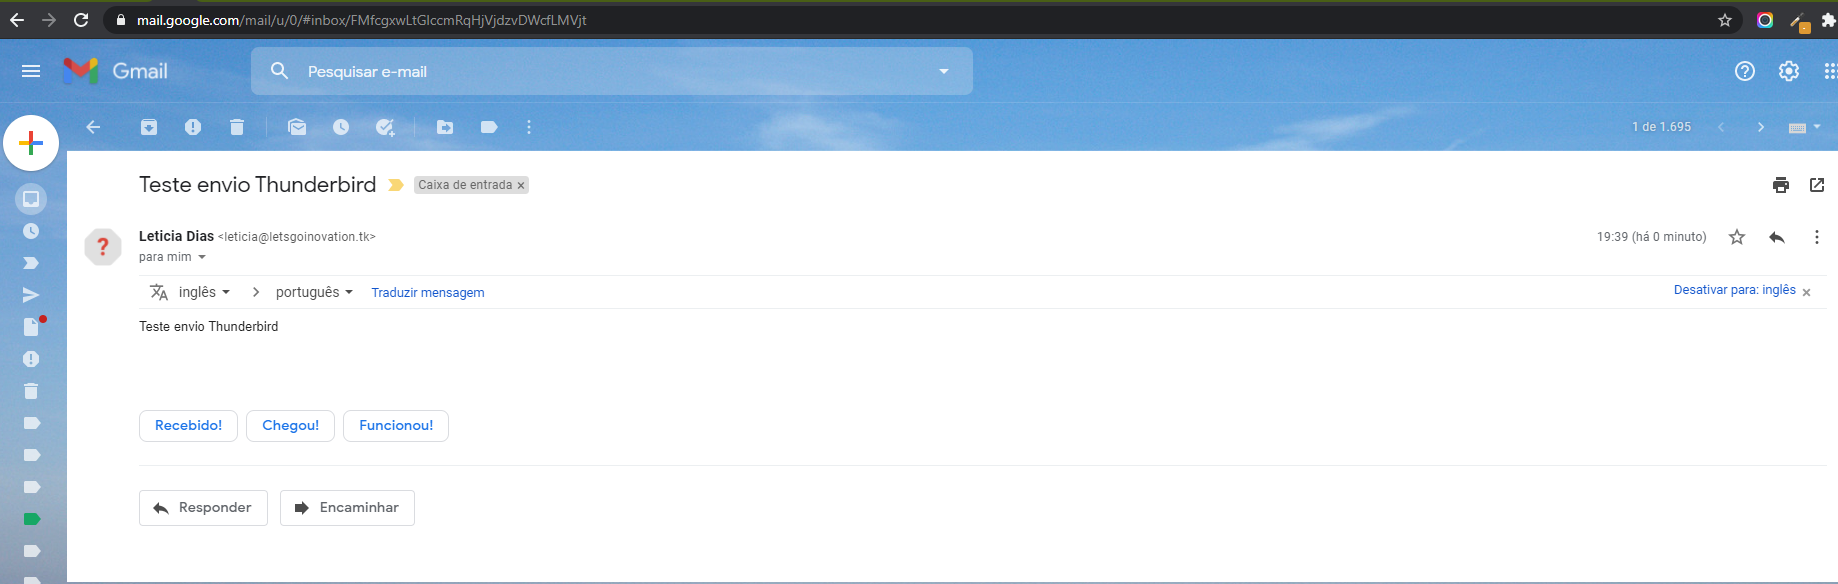 mail.google.com/mail/u/0/#inbox/FMfcgxwLtGlccmRqHjVjdzvDWcfLMVjt
Gmail
Pesquisar e-mail
1 de 1.695
Teste envio Thunderbird
Caixa de entrada ×
Leticia Dias <leticia@letsgoinovation.tk>
19:39 (há 0 minuto)
para mim
inglês
português
Traduzir mensagem
Desativar para: inglês ×
Teste envio Thunderbird
Recebido!
Chegou!
Funcionou!
Responder
Encaminhar